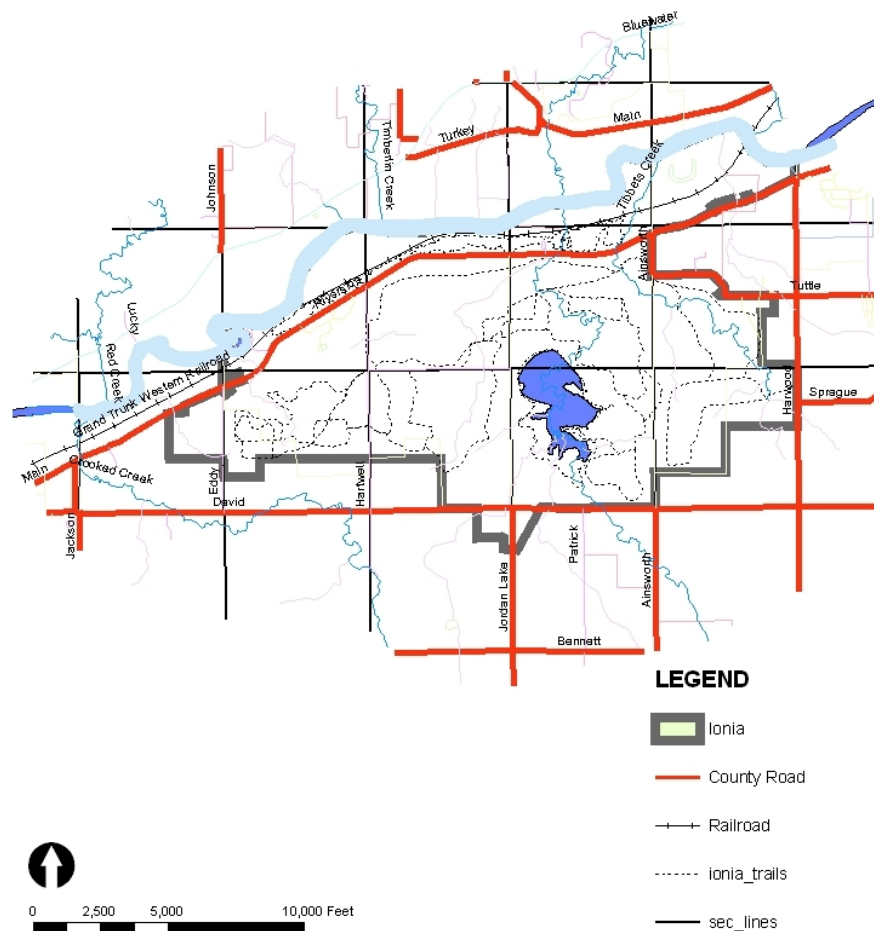 Bluewater
Main
Turkey
Timberlin Creek
Tibbets Creek
Johnson
Ainsworth
Tuttle
Riverside
Lucky
Red Creek
Grand Trunk Western Railroad
Harwood
Sprague
Main
Crooked Creek
Eddy
Hartwell
David
Jackson
Patrick
Jordan Lake
Ainsworth
Bennett
LEGEND
Ionia
County Road
Railroad
ionia_trails
sec_lines
0 2,500 5,000 10,000 Feet